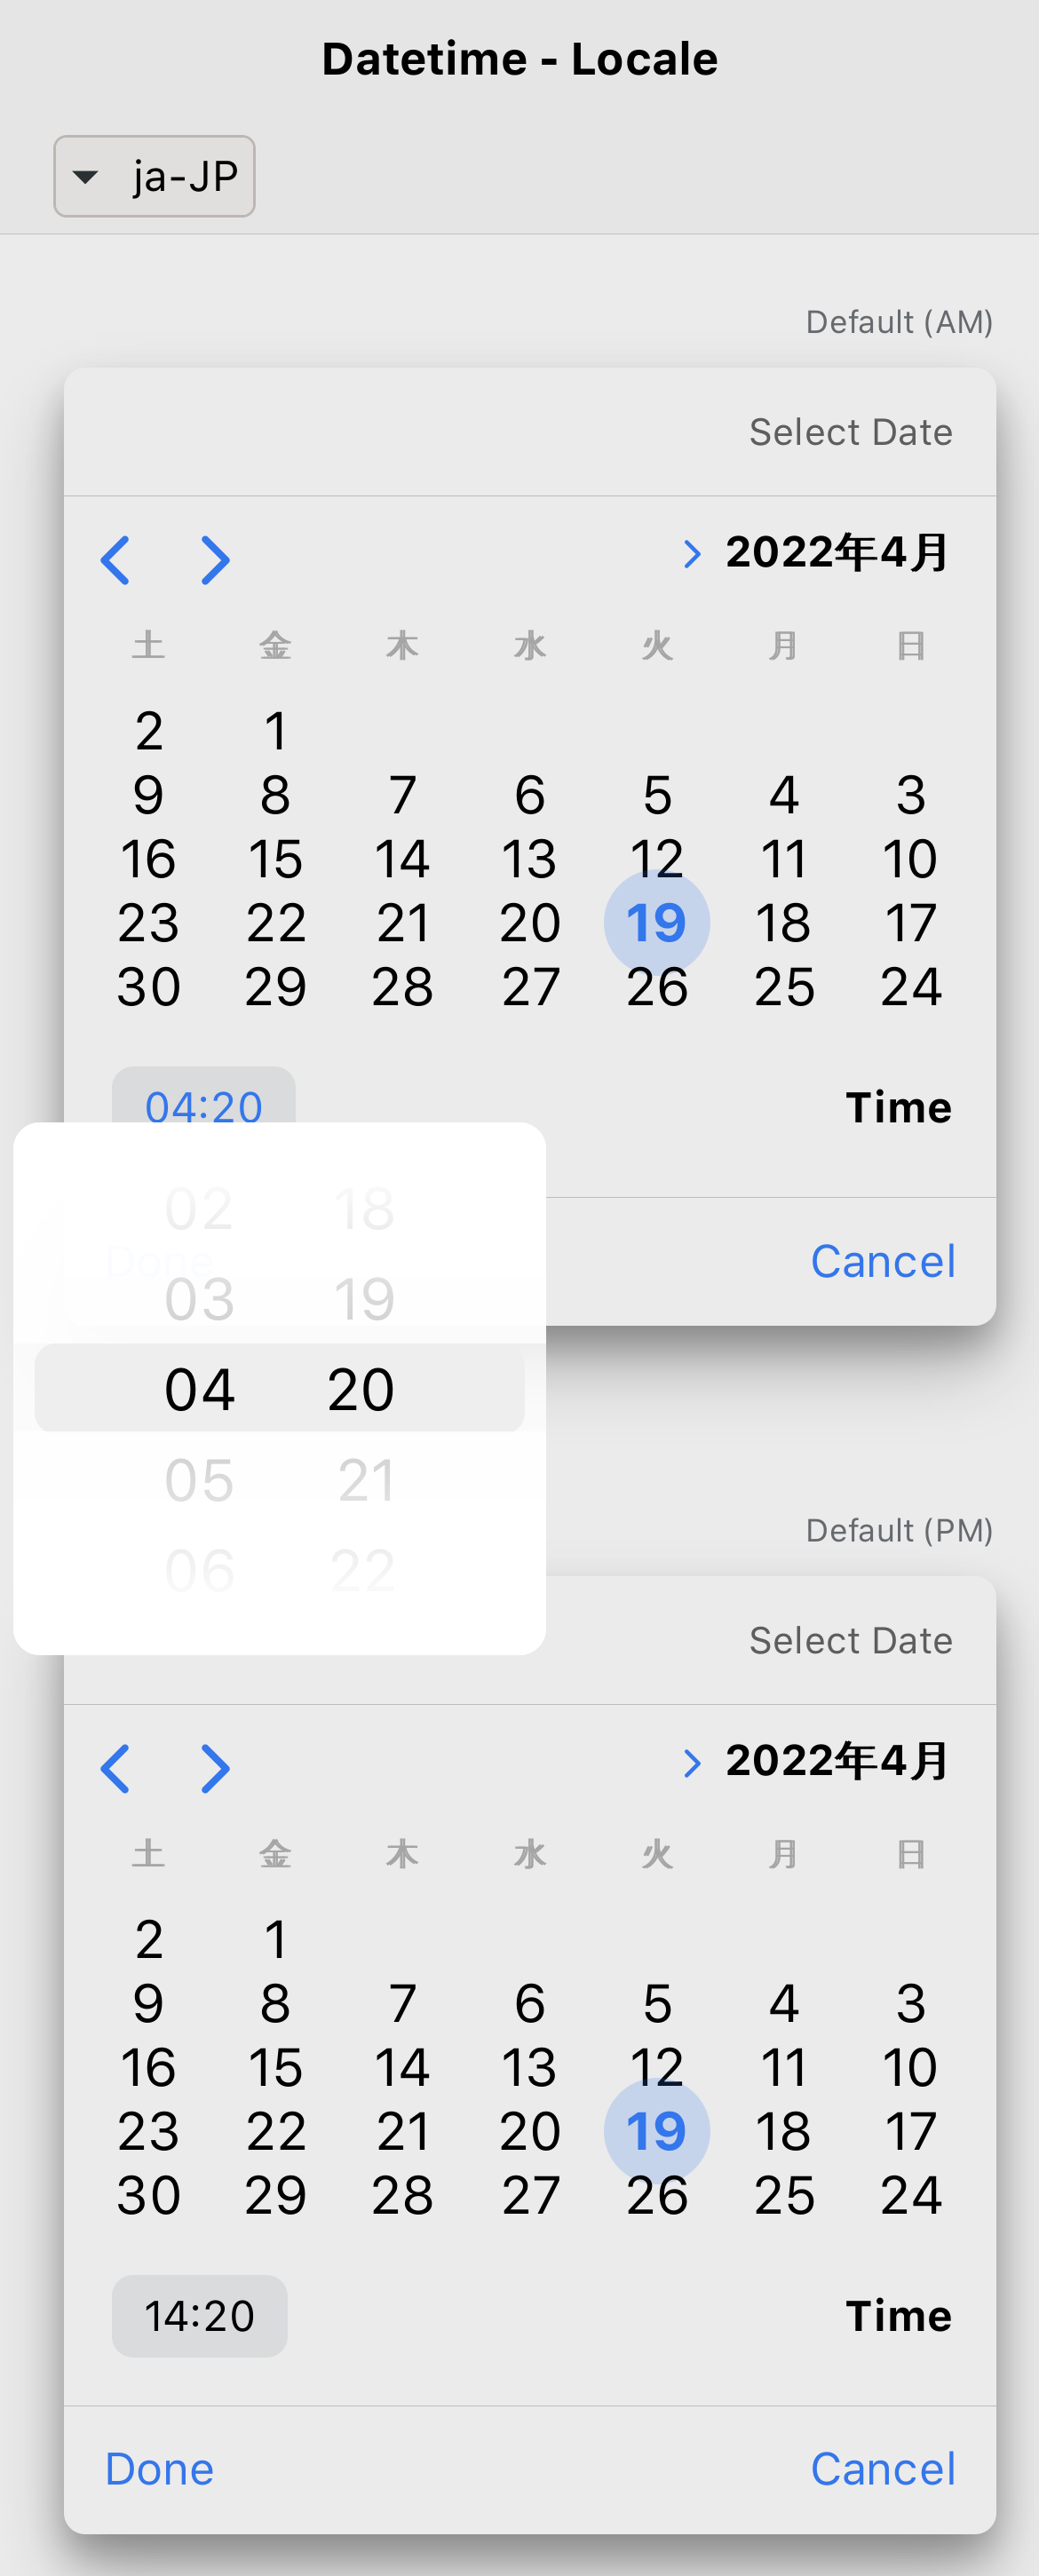 Datetime - Locale
ja-JP
Default (AM)
Select Date
2022年4月
土 金 木 水 火 月 日
2 1
9 8 7 6 5 4 3
16 15 14 13 12 11 10
23 22 21 20 19 18 17
30 29 28 27 26 25 24
04:20 Time
02 18
Done Cancel
03 19
04 20
05 21
06 22
Default (PM)
Select Date
2022年4月
土 金 木 水 火 月 日
2 1
9 8 7 6 5 4 3
16 15 14 13 12 11 10
23 22 21 20 19 18 17
30 29 28 27 26 25 24
14:20 Time
Done Cancel